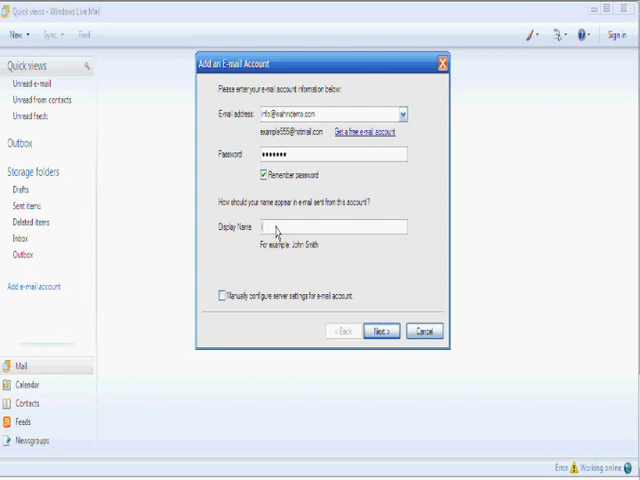 Quick views - Windows Live Mail
New Sync Find Sign in
Quick views
Unread e-mail
Unread from contacts
Unread feeds
Outbox
Storage folders
Drafts
Sent items
Deleted items
Inbox
Outbox
Add e-mail account
Mail
Calendar
Contacts
Feeds
Newsgroups
Add an E-mail Account
Please enter your e-mail account information below:
E-mail address: info@wahmdemo.com
example555@hotmail.com Get a free e-mail account
Password: •••••••
Remember password
How should your name appear in e-mail sent from this account?
Display Name:
For example: John Smith
Manually configure server settings for e-mail account.
< Back Next > Cancel
Error Working online